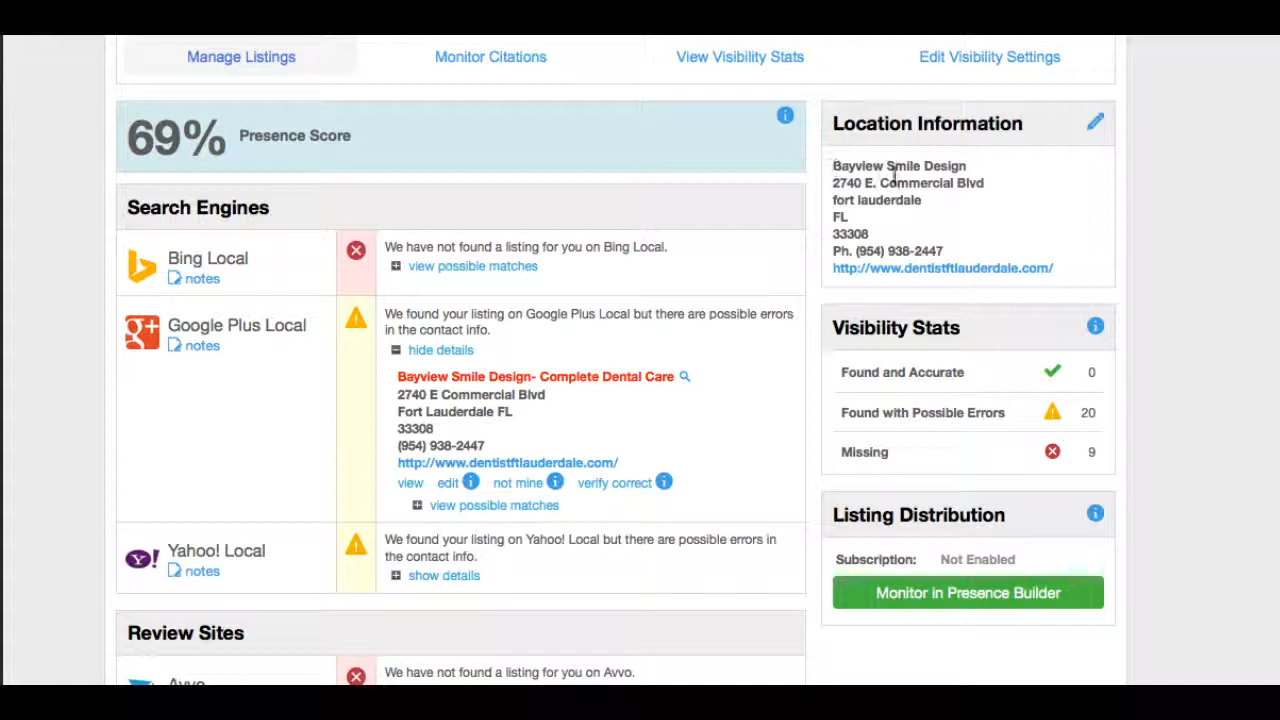 Manage Listings
Monitor Citations
View Visibility Stats
Edit Visibility Settings
69% Presence Score
Search Engines
Bing Local
notes
We have not found a listing for you on Bing Local.
view possible matches
Google Plus Local
notes
We found your listing on Google Plus Local but there are possible errors
in the contact info.
hide details
Bayview Smile Design- Complete Dental Care
2740 E Commercial Blvd
Fort Lauderdale FL
33308
(954) 938-2447
http://www.dentistftlauderdale.com/
view edit not mine verify correct
view possible matches
Yahoo! Local
notes
We found your listing on Yahoo! Local but there are possible errors in
the contact info.
show details
Review Sites
Avvo
We have not found a listing for you on Avvo.
Location Information
Bayview Smile Design
2740 E. Commercial Blvd
fort lauderdale
FL
33308
Ph. (954) 938-2447
http://www.dentistftlauderdale.com/
Visibility Stats
Found and Accurate 0
Found with Possible Errors 20
Missing 9
Listing Distribution
Subscription: Not Enabled
Monitor in Presence Builder